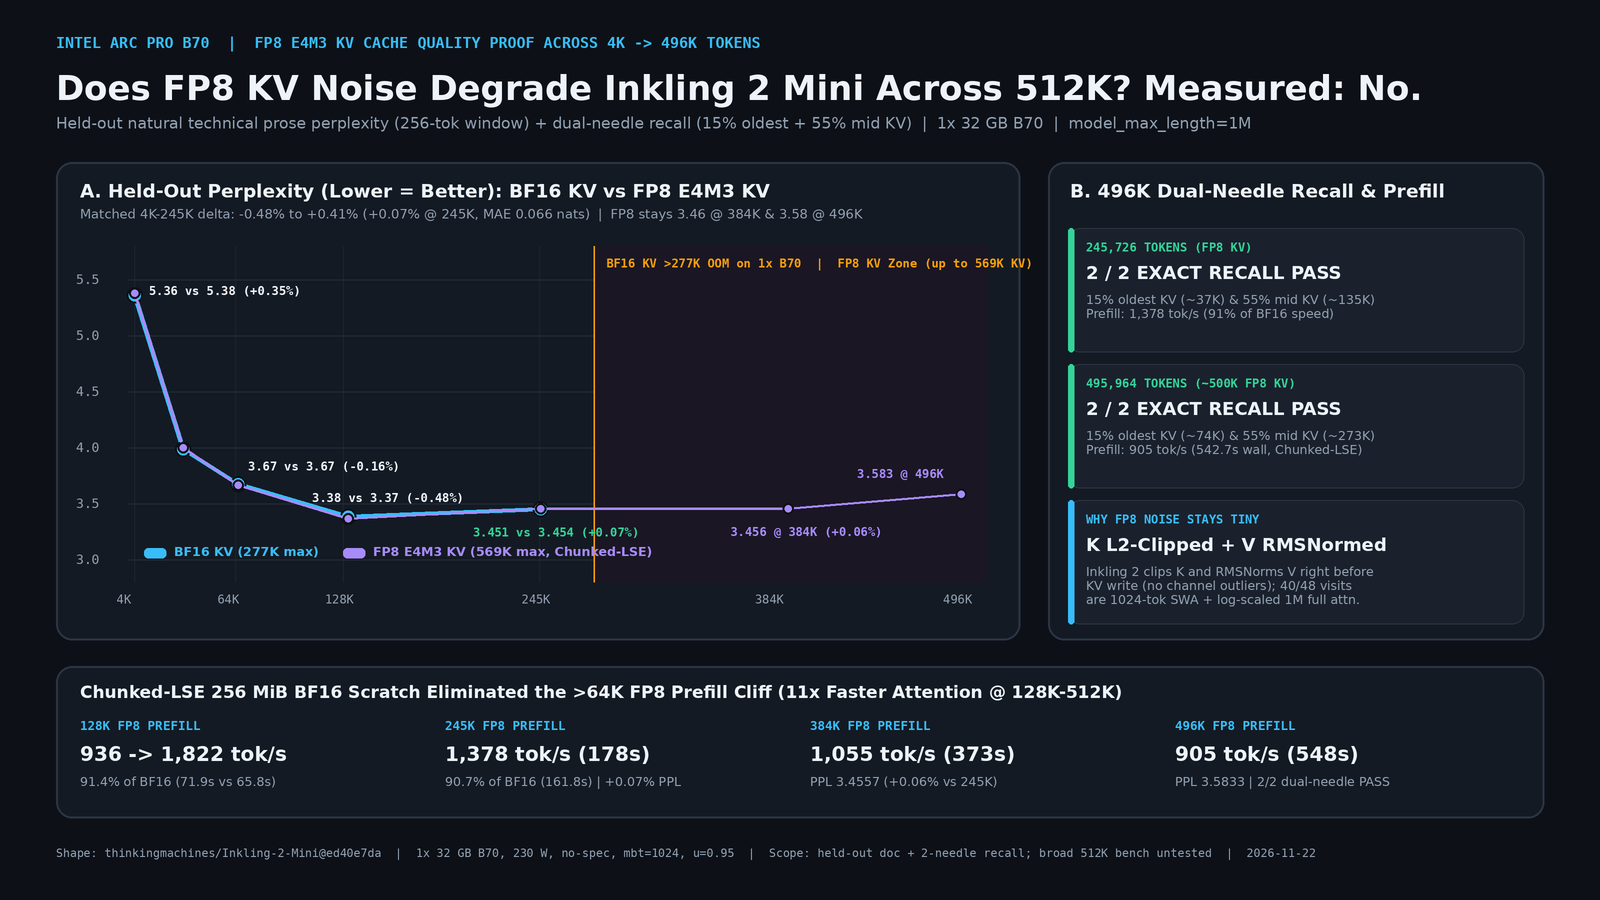 INTEL ARC PRO B70 | FP8 E4M3 KV CACHE QUALITY PROOF ACROSS 4K -> 496K TOKENS
Does FP8 KV Noise Degrade Inkling 2 Mini Across 512K? Measured: No.
Held-out natural technical prose perplexity (256-tok window) + dual-needle recall (15% oldest + 55% mid KV) | 1x 32 GB B70 | model_max_length=1M
A. Held-Out Perplexity (Lower = Better): BF16 KV vs FP8 E4M3 KV
Matched 4K-245K delta: -0.48% to +0.41% (+0.07% @ 245K, MAE 0.066 nats) | FP8 stays 3.46 @ 384K & 3.58 @ 496K
BF16 KV >277K OOM on 1x B70 | FP8 KV Zone (up to 569K KV)
5.5
5.36 vs 5.38 (+0.35%)
5.0
4.5
4.0
3.67 vs 3.67 (-0.16%)
3.583 @ 496K
3.5
3.38 vs 3.37 (-0.48%)
3.451 vs 3.454 (+0.07%)
3.456 @ 384K (+0.06%)
3.0
BF16 KV (277K max)
FP8 E4M3 KV (569K max, Chunked-LSE)
4K
64K
128K
245K
384K
496K
B. 496K Dual-Needle Recall & Prefill
245,726 TOKENS (FP8 KV)
2 / 2 EXACT RECALL PASS
15% oldest KV (~37K) & 55% mid KV (~135K)
Prefill: 1,378 tok/s (91% of BF16 speed)
495,964 TOKENS (~500K FP8 KV)
2 / 2 EXACT RECALL PASS
15% oldest KV (~74K) & 55% mid KV (~273K)
Prefill: 905 tok/s (542.7s wall, Chunked-LSE)
WHY FP8 NOISE STAYS TINY
K L2-Clipped + V RMSNormed
Inkling 2 clips K and RMSNorms V right before
KV write (no channel outliers); 40/48 visits
are 1024-tok SWA + log-scaled 1M full attn.
Chunked-LSE 256 MiB BF16 Scratch Eliminated the >64K FP8 Prefill Cliff (11x Faster Attention @ 128K-512K)
128K FP8 PREFILL
936 -> 1,822 tok/s
91.4% of BF16 (71.9s vs 65.8s)
245K FP8 PREFILL
1,378 tok/s (178s)
90.7% of BF16 (161.8s) | +0.07% PPL
384K FP8 PREFILL
1,055 tok/s (373s)
PPL 3.4557 (+0.06% vs 245K)
496K FP8 PREFILL
905 tok/s (548s)
PPL 3.5833 | 2/2 dual-needle PASS
Shape: thinkingmachines/Inkling-2-Mini@ed40e7da | 1x 32 GB B70, 230 W, no-spec, mbt=1024, u=0.95 | Scope: held-out doc + 2-needle recall; broad 512K bench untested | 2026-11-22